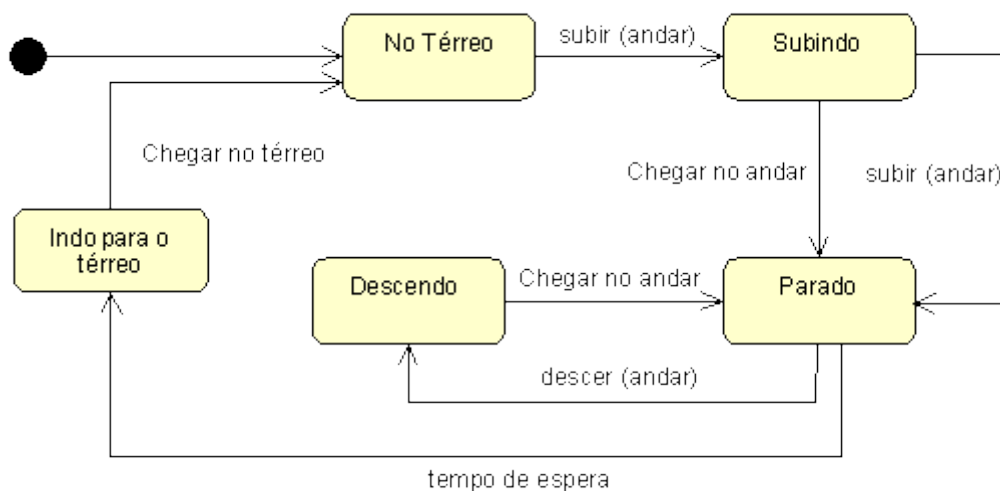 No Térreo
subir (andar)
Subindo
Chegar no térreo
Chegar no andar
subir (andar)
Indo para o
térreo
Descendo
Chegar no andar
Parado
descer (andar)
tempo de espera